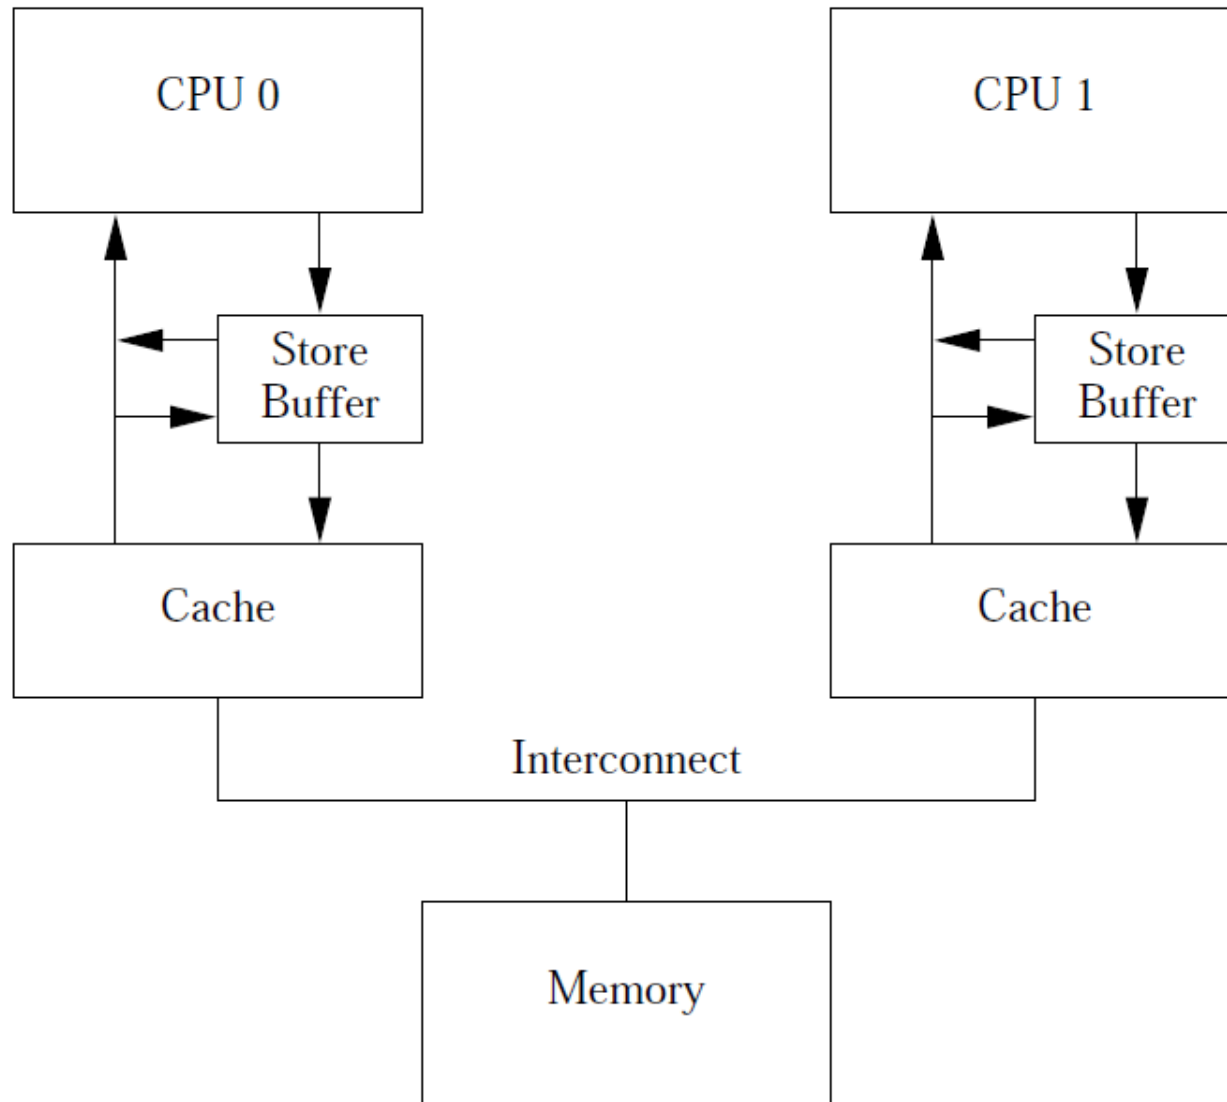 CPU 0
CPU 1
Store
Buffer
Store
Buffer
Cache
Cache
Interconnect
Memory